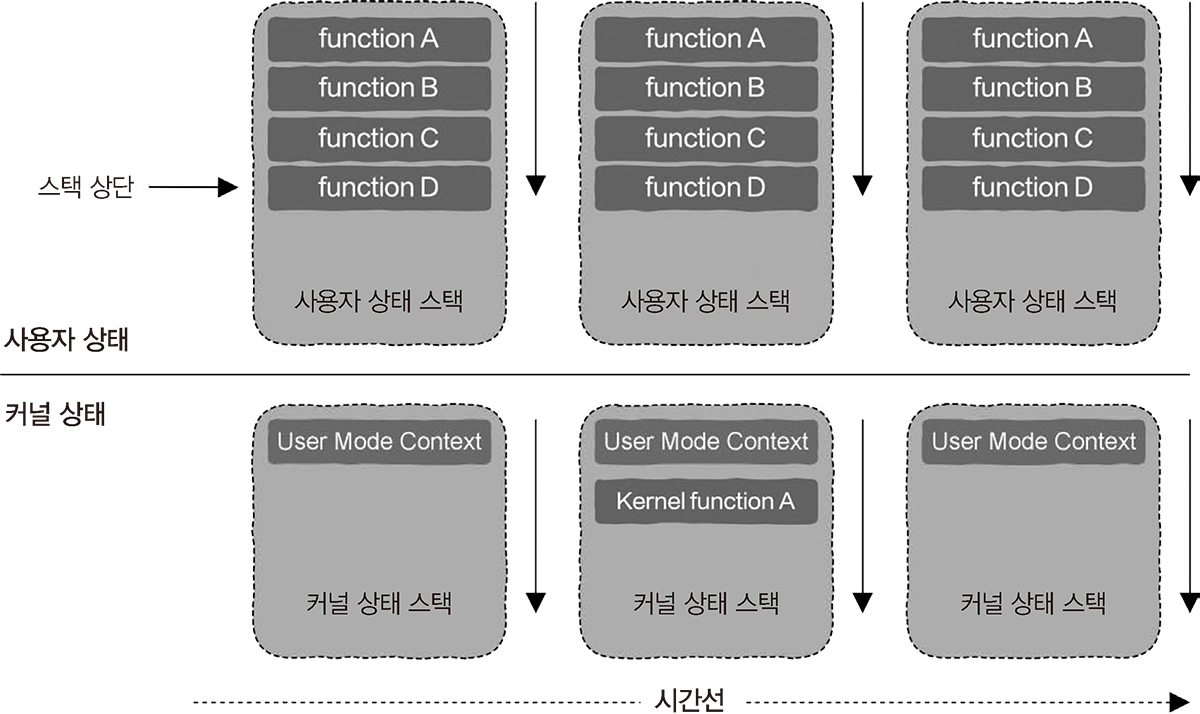 function A
function A
function A
function B
function B
function B
function C
function C
function C
스택 상단
function D
function D
function D
사용자 상태 스택
사용자 상태 스택
사용자 상태 스택
사용자 상태
커널 상태
User Mode Context
User Mode Context
User Mode Context
Kernel function A
커널 상태 스택
커널 상태 스택
커널 상태 스택
시간선